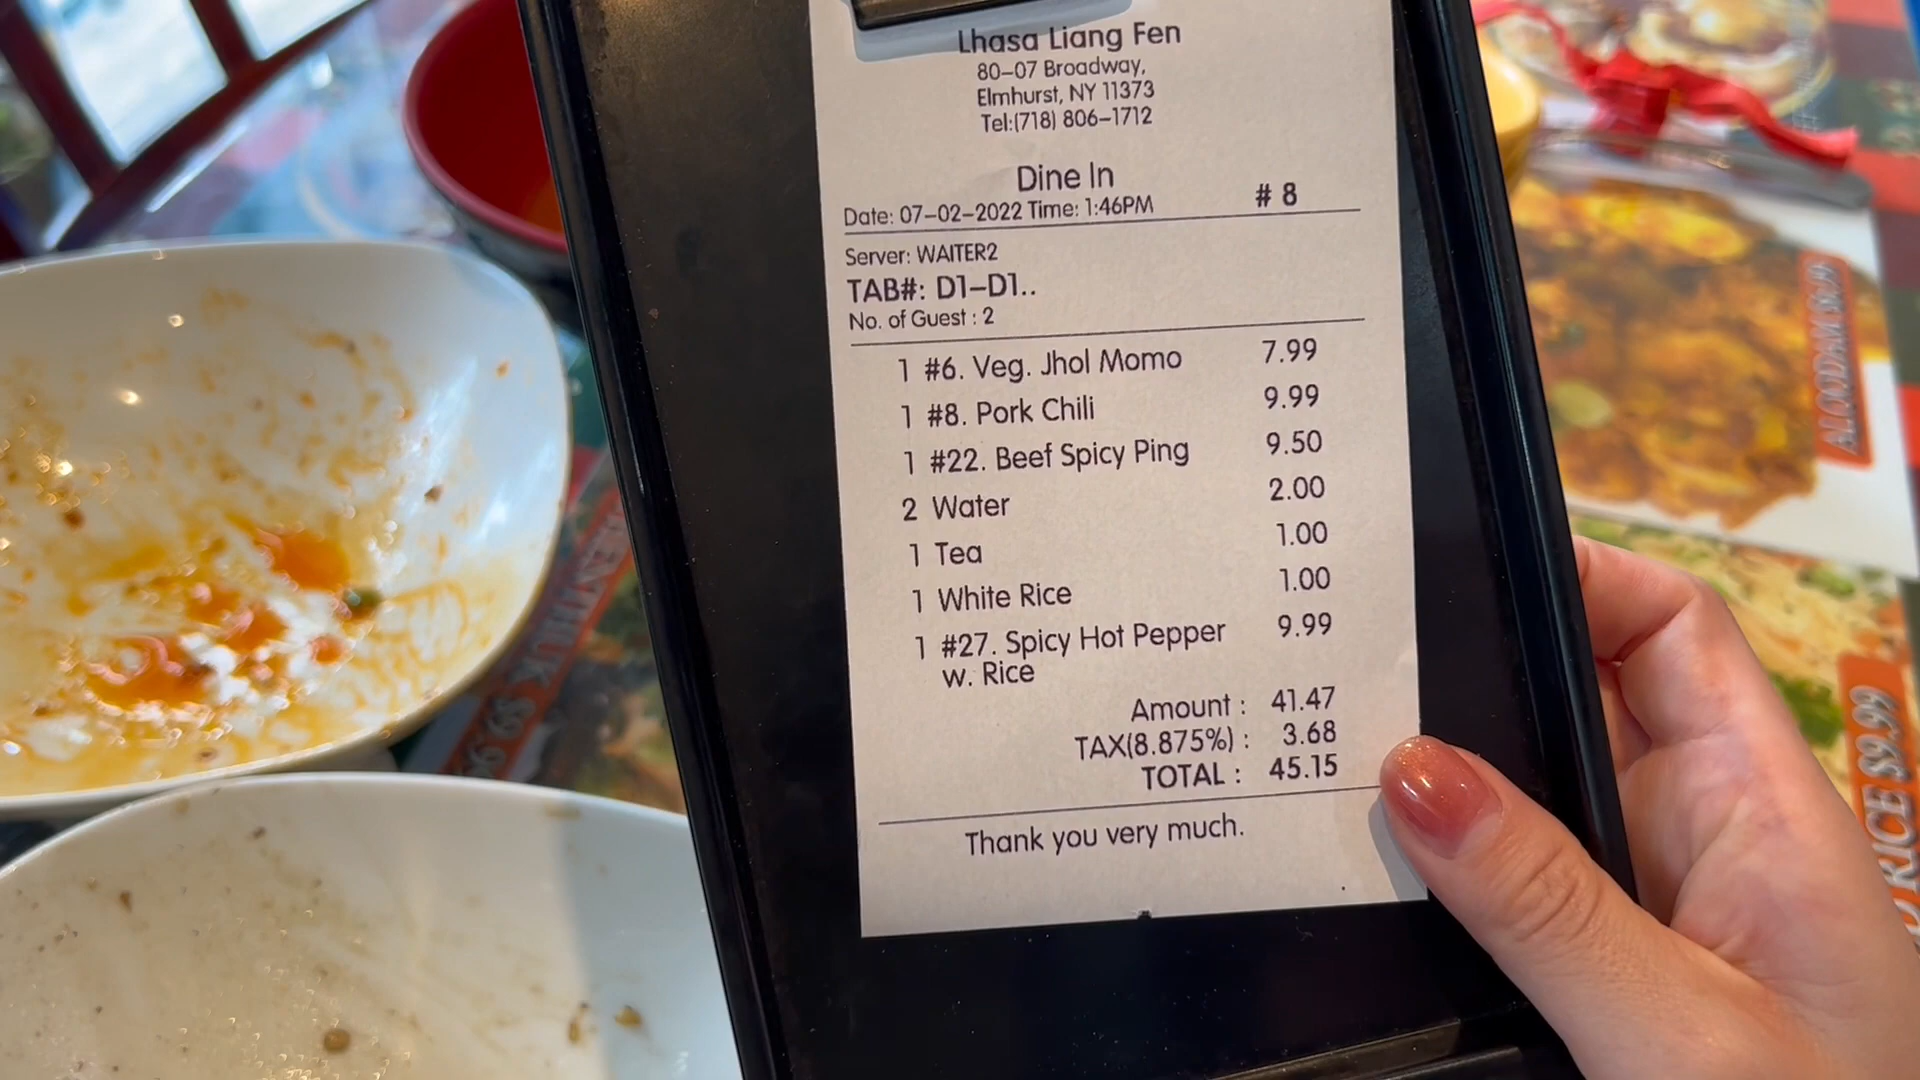 Lhasa Liang Fen
80-07 Broadway,
Elmhurst, NY 11373
Tel:(718) 806-1712
Dine In
# 8
Date: 07-02-2022 Time: 1:46PM
Server: WAITER2
TAB#: D1-D1..
No. of Guest : 2
1 #6. Veg. Jhol Momo 7.99
1 #8. Pork Chili 9.99
1 #22. Beef Spicy Ping 9.50
2 Water 2.00
1 Tea 1.00
1 White Rice 1.00
1 #27. Spicy Hot Pepper 9.99
w. Rice
Amount : 41.47
TAX(8.875%) : 3.68
TOTAL : 45.15
Thank you very much.
ALOODAM $6.99
RICE $9.99